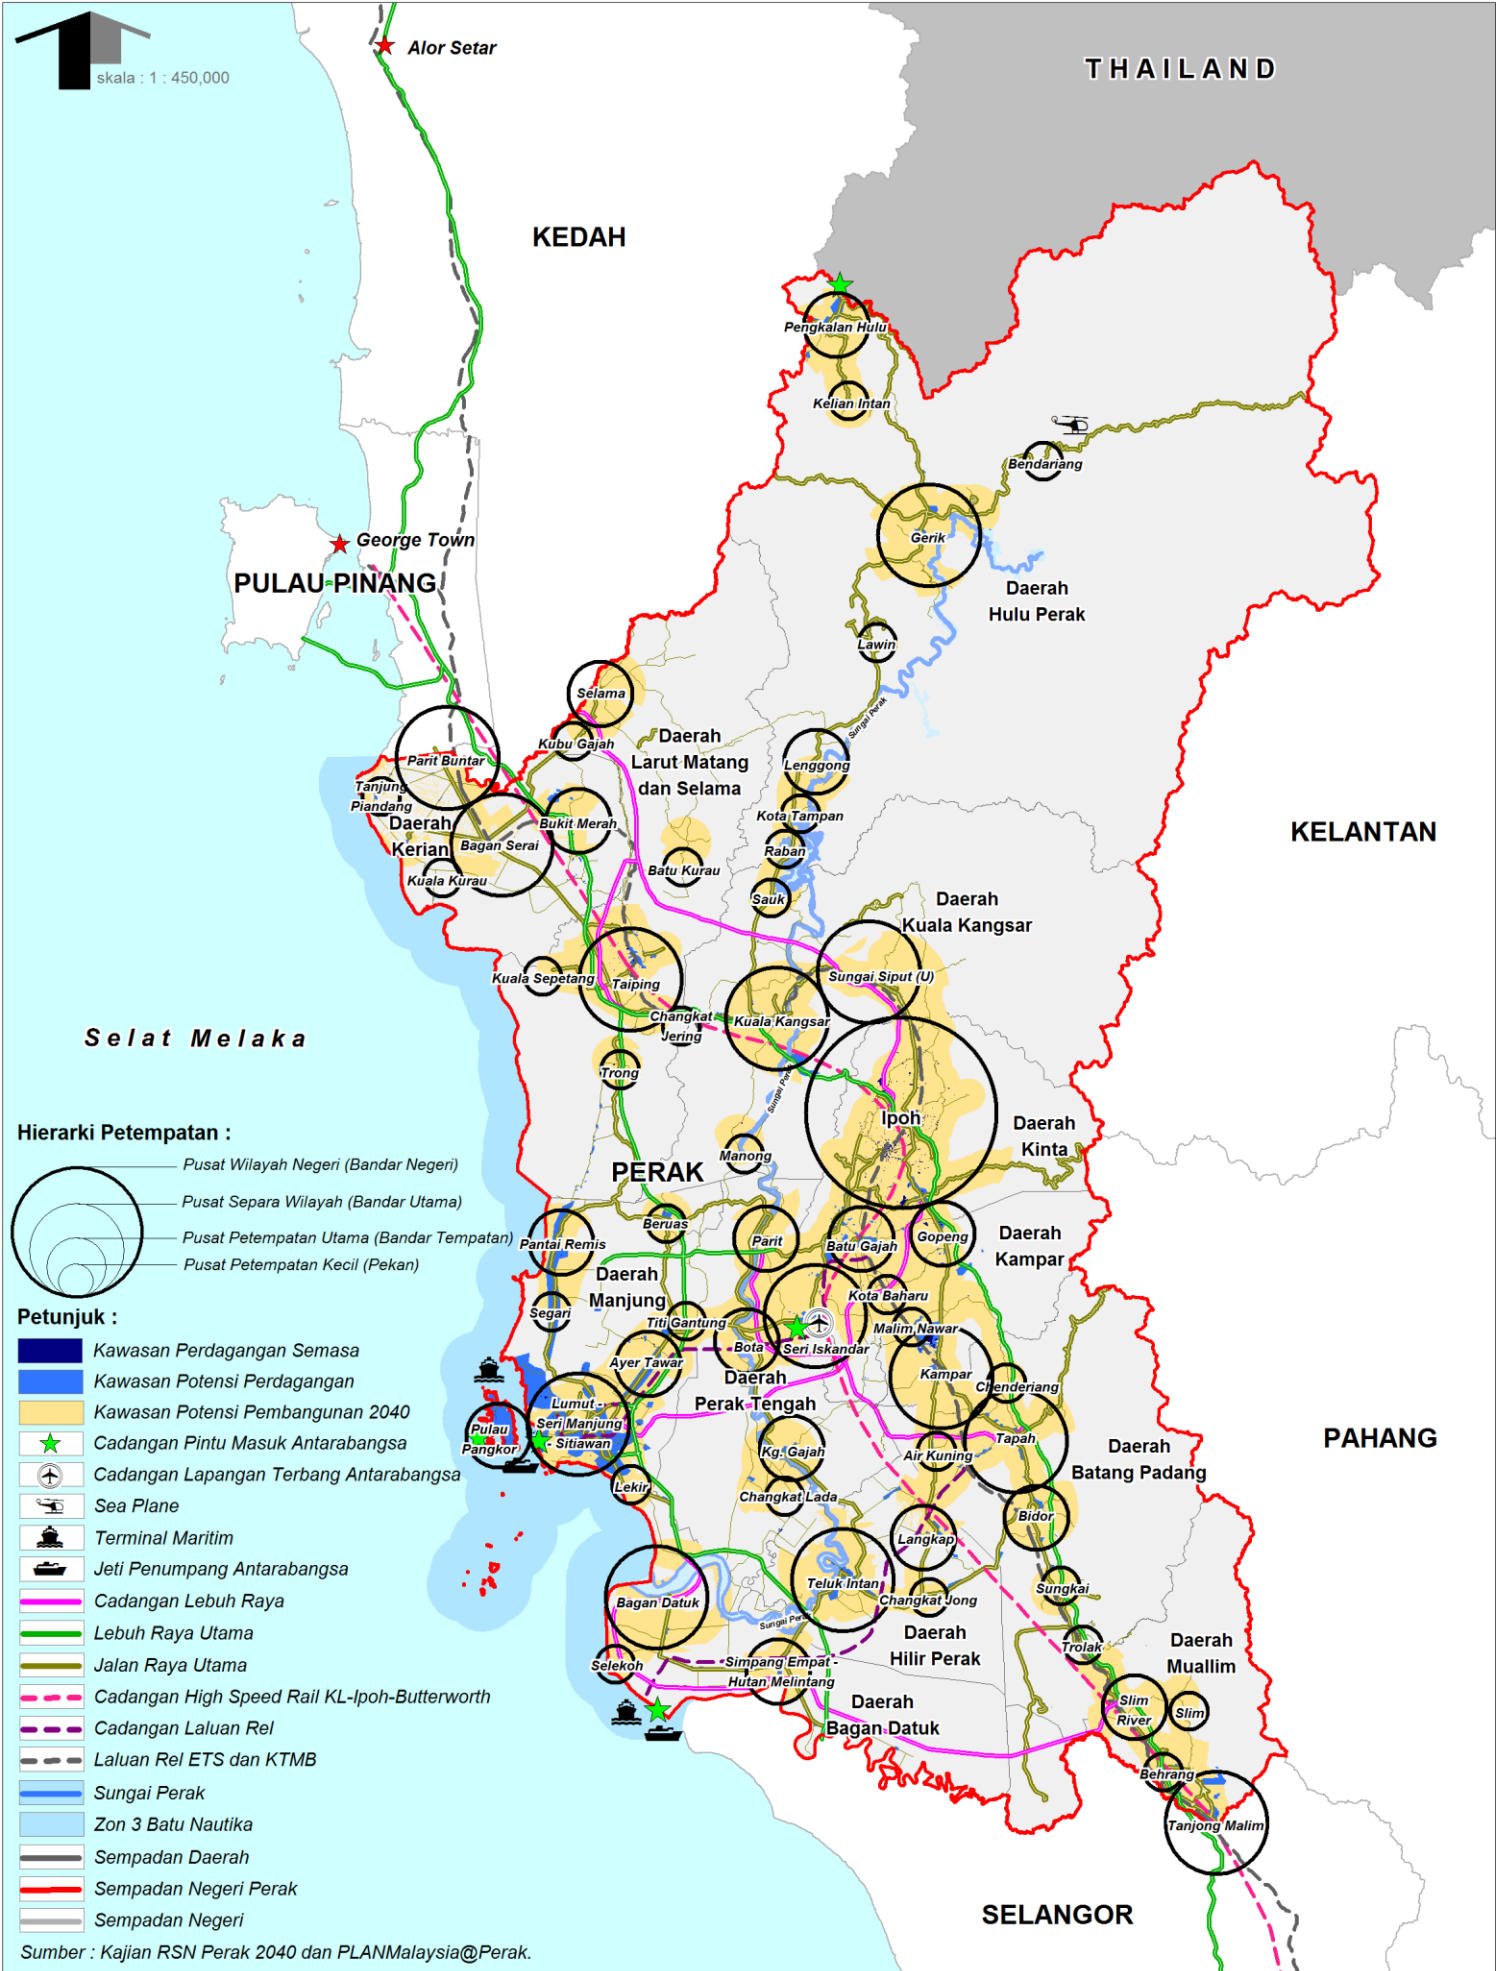 skala : 1 : 450,000
Alor Setar
THAILAND
KEDAH
Pengkalan Hulu
Kelian Intan
Bendariang
Gerik
George Town
PULAU PINANG
Daerah
Hulu Perak
Lawin
Selama
Sungai Perak
Kubu Gajah
Daerah
Larut Matang
dan Selama
Parit Buntar
Lenggong
Tanjung
Piandang
Kota Tampan
Daerah
Kerian
Bukit Merah
Bagan Serai
KELANTAN
Raban
Batu Kurau
Kuala Kurau
Sauk
Daerah
Kuala Kangsar
Kuala Sepetang
Taiping
Sungai Siput (U)
Changkat
Jering
Kuala Kangsar
Selat Melaka
Trong
Sungai Perak
Ipoh
Daerah
Kinta
Hierarki Petempatan :
Pusat Wilayah Negeri (Bandar Negeri)
Pusat Separa Wilayah (Bandar Utama)
Pusat Petempatan Utama (Bandar Tempatan)
Pusat Petempatan Kecil (Pekan)
Manong
PERAK
Beruas
Pantai Remis
Parit
Batu Gajah
Gopeng
Daerah
Kampar
Daerah
Manjung
Kota Baharu
Segari
Titi Gantung
Malim Nawar
Bota
Seri Iskandar
Ayer Tawar
Kampar
Chenderiang
Daerah
Perak Tengah
Lumut -
Seri Manjung
- Sitiawan
Pulau
Pangkor
Kg. Gajah
Air Kuning
Tapah
Daerah
Batang Padang
PAHANG
Lekir
Changkat Lada
Bidor
Langkap
Teluk Intan
Sungkai
Bagan Datuk
Changkat Jong
Sungai Perak
Daerah
Hilir Perak
Trolak
Daerah
Muallim
Selekoh
Simpang Empat -
Hutan Melintang
Slim
River
Slim
Daerah
Bagan Datuk
Behrang
Tanjong Malim
SELANGOR
Petunjuk :
Kawasan Perdagangan Semasa
Kawasan Potensi Perdagangan
Kawasan Potensi Pembangunan 2040
Cadangan Pintu Masuk Antarabangsa
Cadangan Lapangan Terbang Antarabangsa
Sea Plane
Terminal Maritim
Jeti Penumpang Antarabangsa
Cadangan Lebuh Raya
Lebuh Raya Utama
Jalan Raya Utama
Cadangan High Speed Rail KL-Ipoh-Butterworth
Cadangan Laluan Rel
Laluan Rel ETS dan KTMB
Sungai Perak
Zon 3 Batu Nautika
Sempadan Daerah
Sempadan Negeri Perak
Sempadan Negeri
Sumber : Kajian RSN Perak 2040 dan PLANMalaysia@Perak.